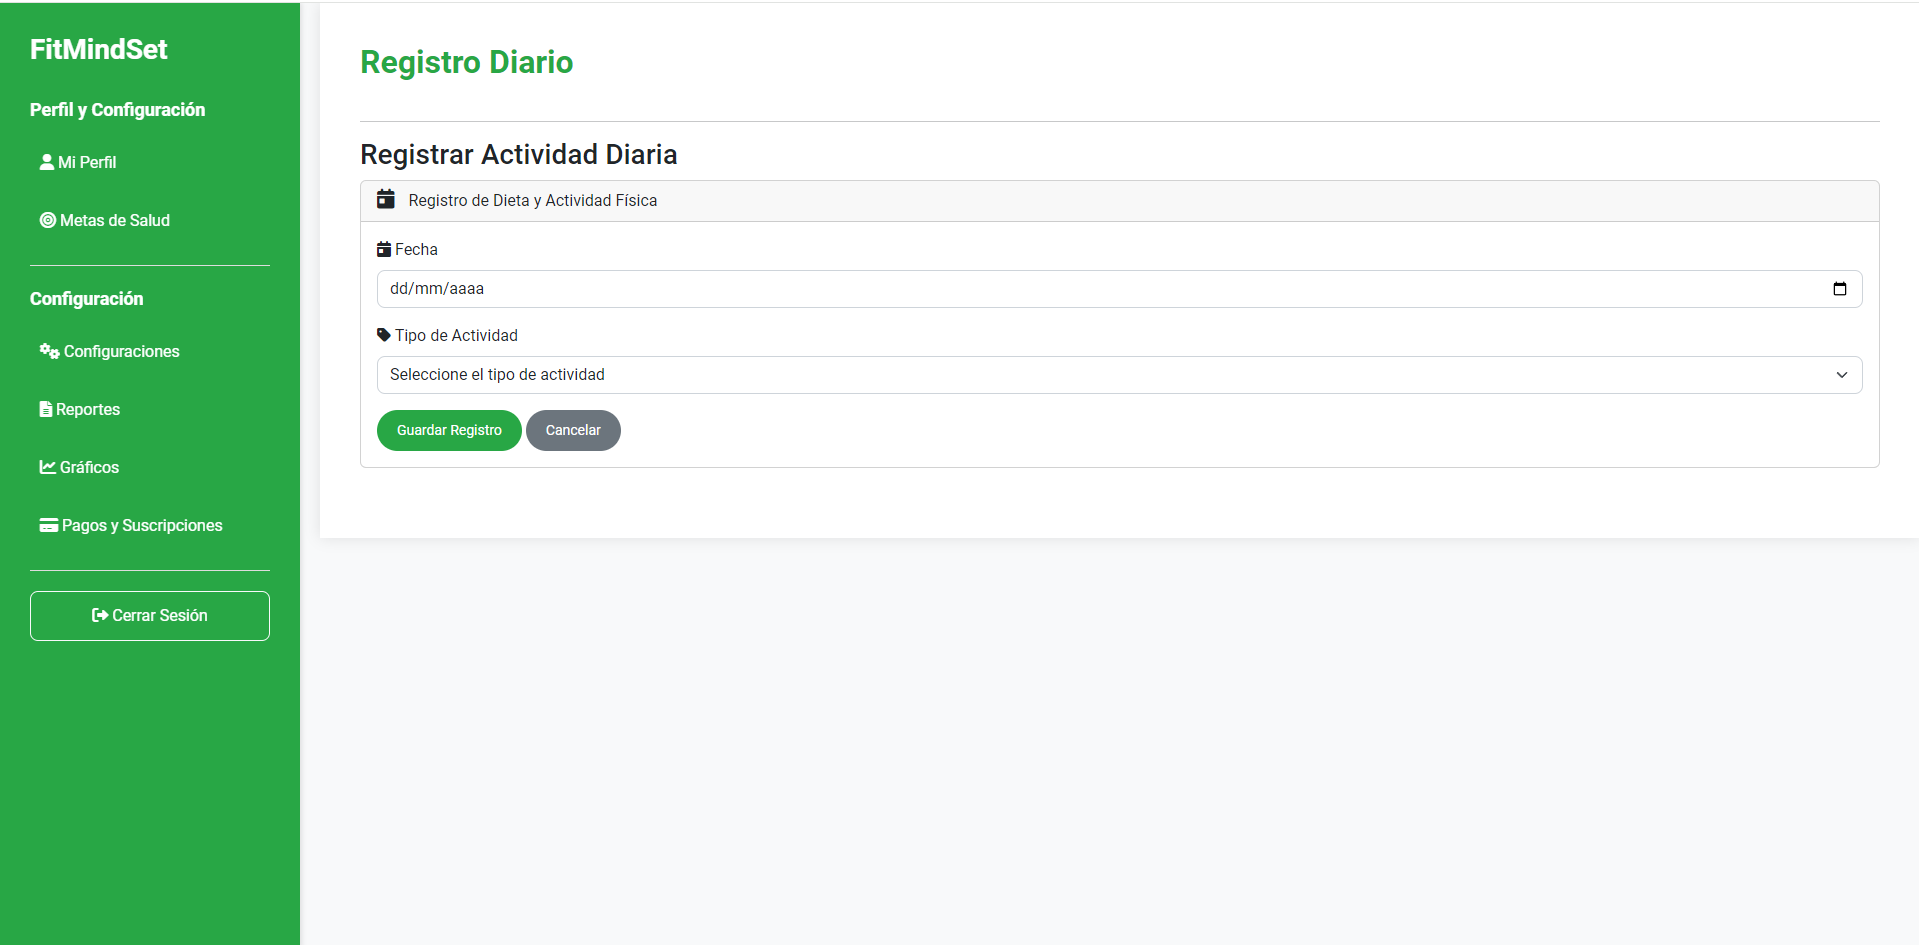 FitMindSet
Perfil y Configuración
Mi Perfil
Metas de Salud
Configuración
Configuraciones
Reportes
Gráficos
Pagos y Suscripciones
Cerrar Sesión
Registro Diario
Registrar Actividad Diaria
Registro de Dieta y Actividad Física
Fecha
dd/mm/aaaa
Tipo de Actividad
Seleccione el tipo de actividad
Guardar Registro Cancelar